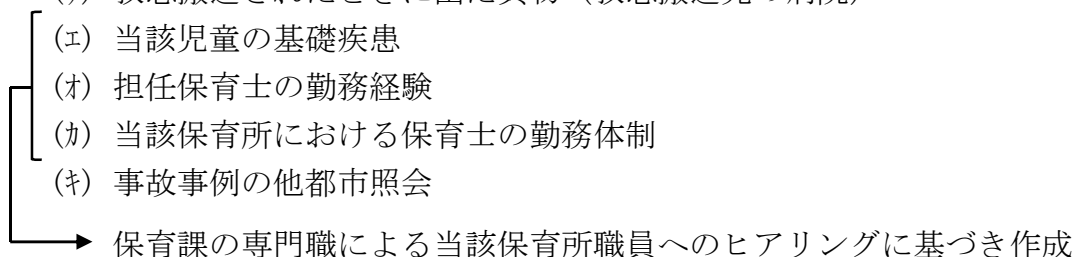 (ｴ) 当該児童の基礎疾患
(ｵ) 担任保育士の勤務経験
(ｶ) 当該保育所における保育士の勤務体制
(ｷ) 事故事例の他都市照会
保育課の専門職による当該保育所職員へのヒアリングに基づき作成